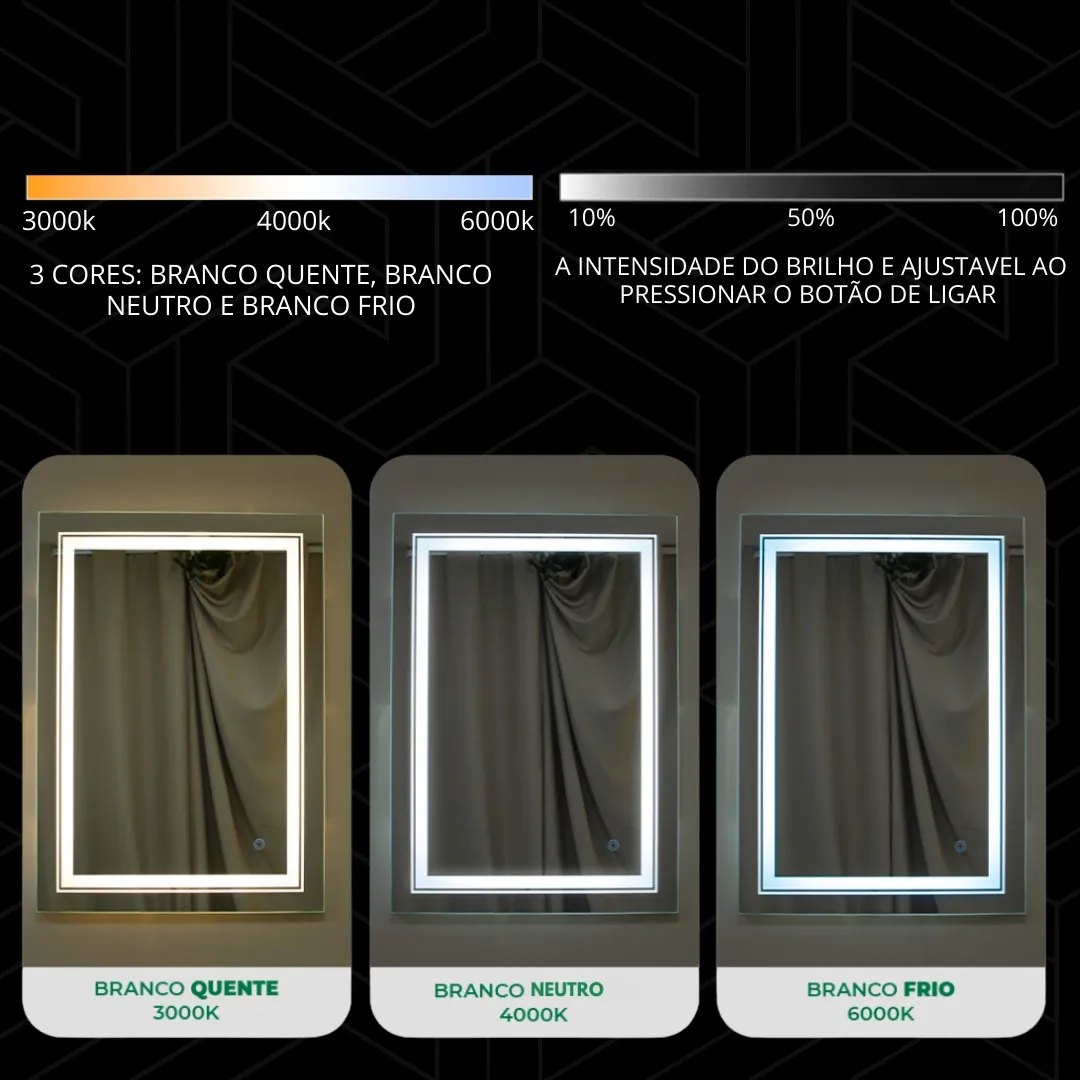 3000k 4000k 6000k
3 CORES: BRANCO QUENTE, BRANCO
NEUTRO E BRANCO FRIO
10% 50% 100%
A INTENSIDADE DO BRILHO E AJUSTAVEL AO
PRESSIONAR O BOTÃO DE LIGAR
BRANCO QUENTE
3000K
BRANCO NEUTRO
4000K
BRANCO FRIO
6000K